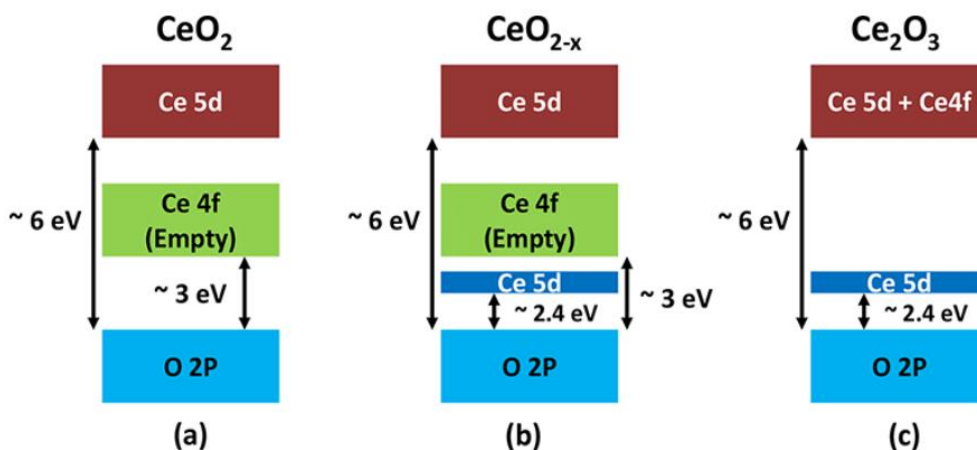 CeO₂
Ce 5d
~ 6 eV
Ce 4f
(Empty)
~ 3 eV
O 2P
(a)
CeO₂₋ₓ
Ce 5d
~ 6 eV
Ce 4f
(Empty)
Ce 5d
~ 2.4 eV
~ 3 eV
O 2P
(b)
Ce₂O₃
Ce 5d + Ce4f
~ 6 eV
Ce 5d
~ 2.4 eV
O 2P
(c)